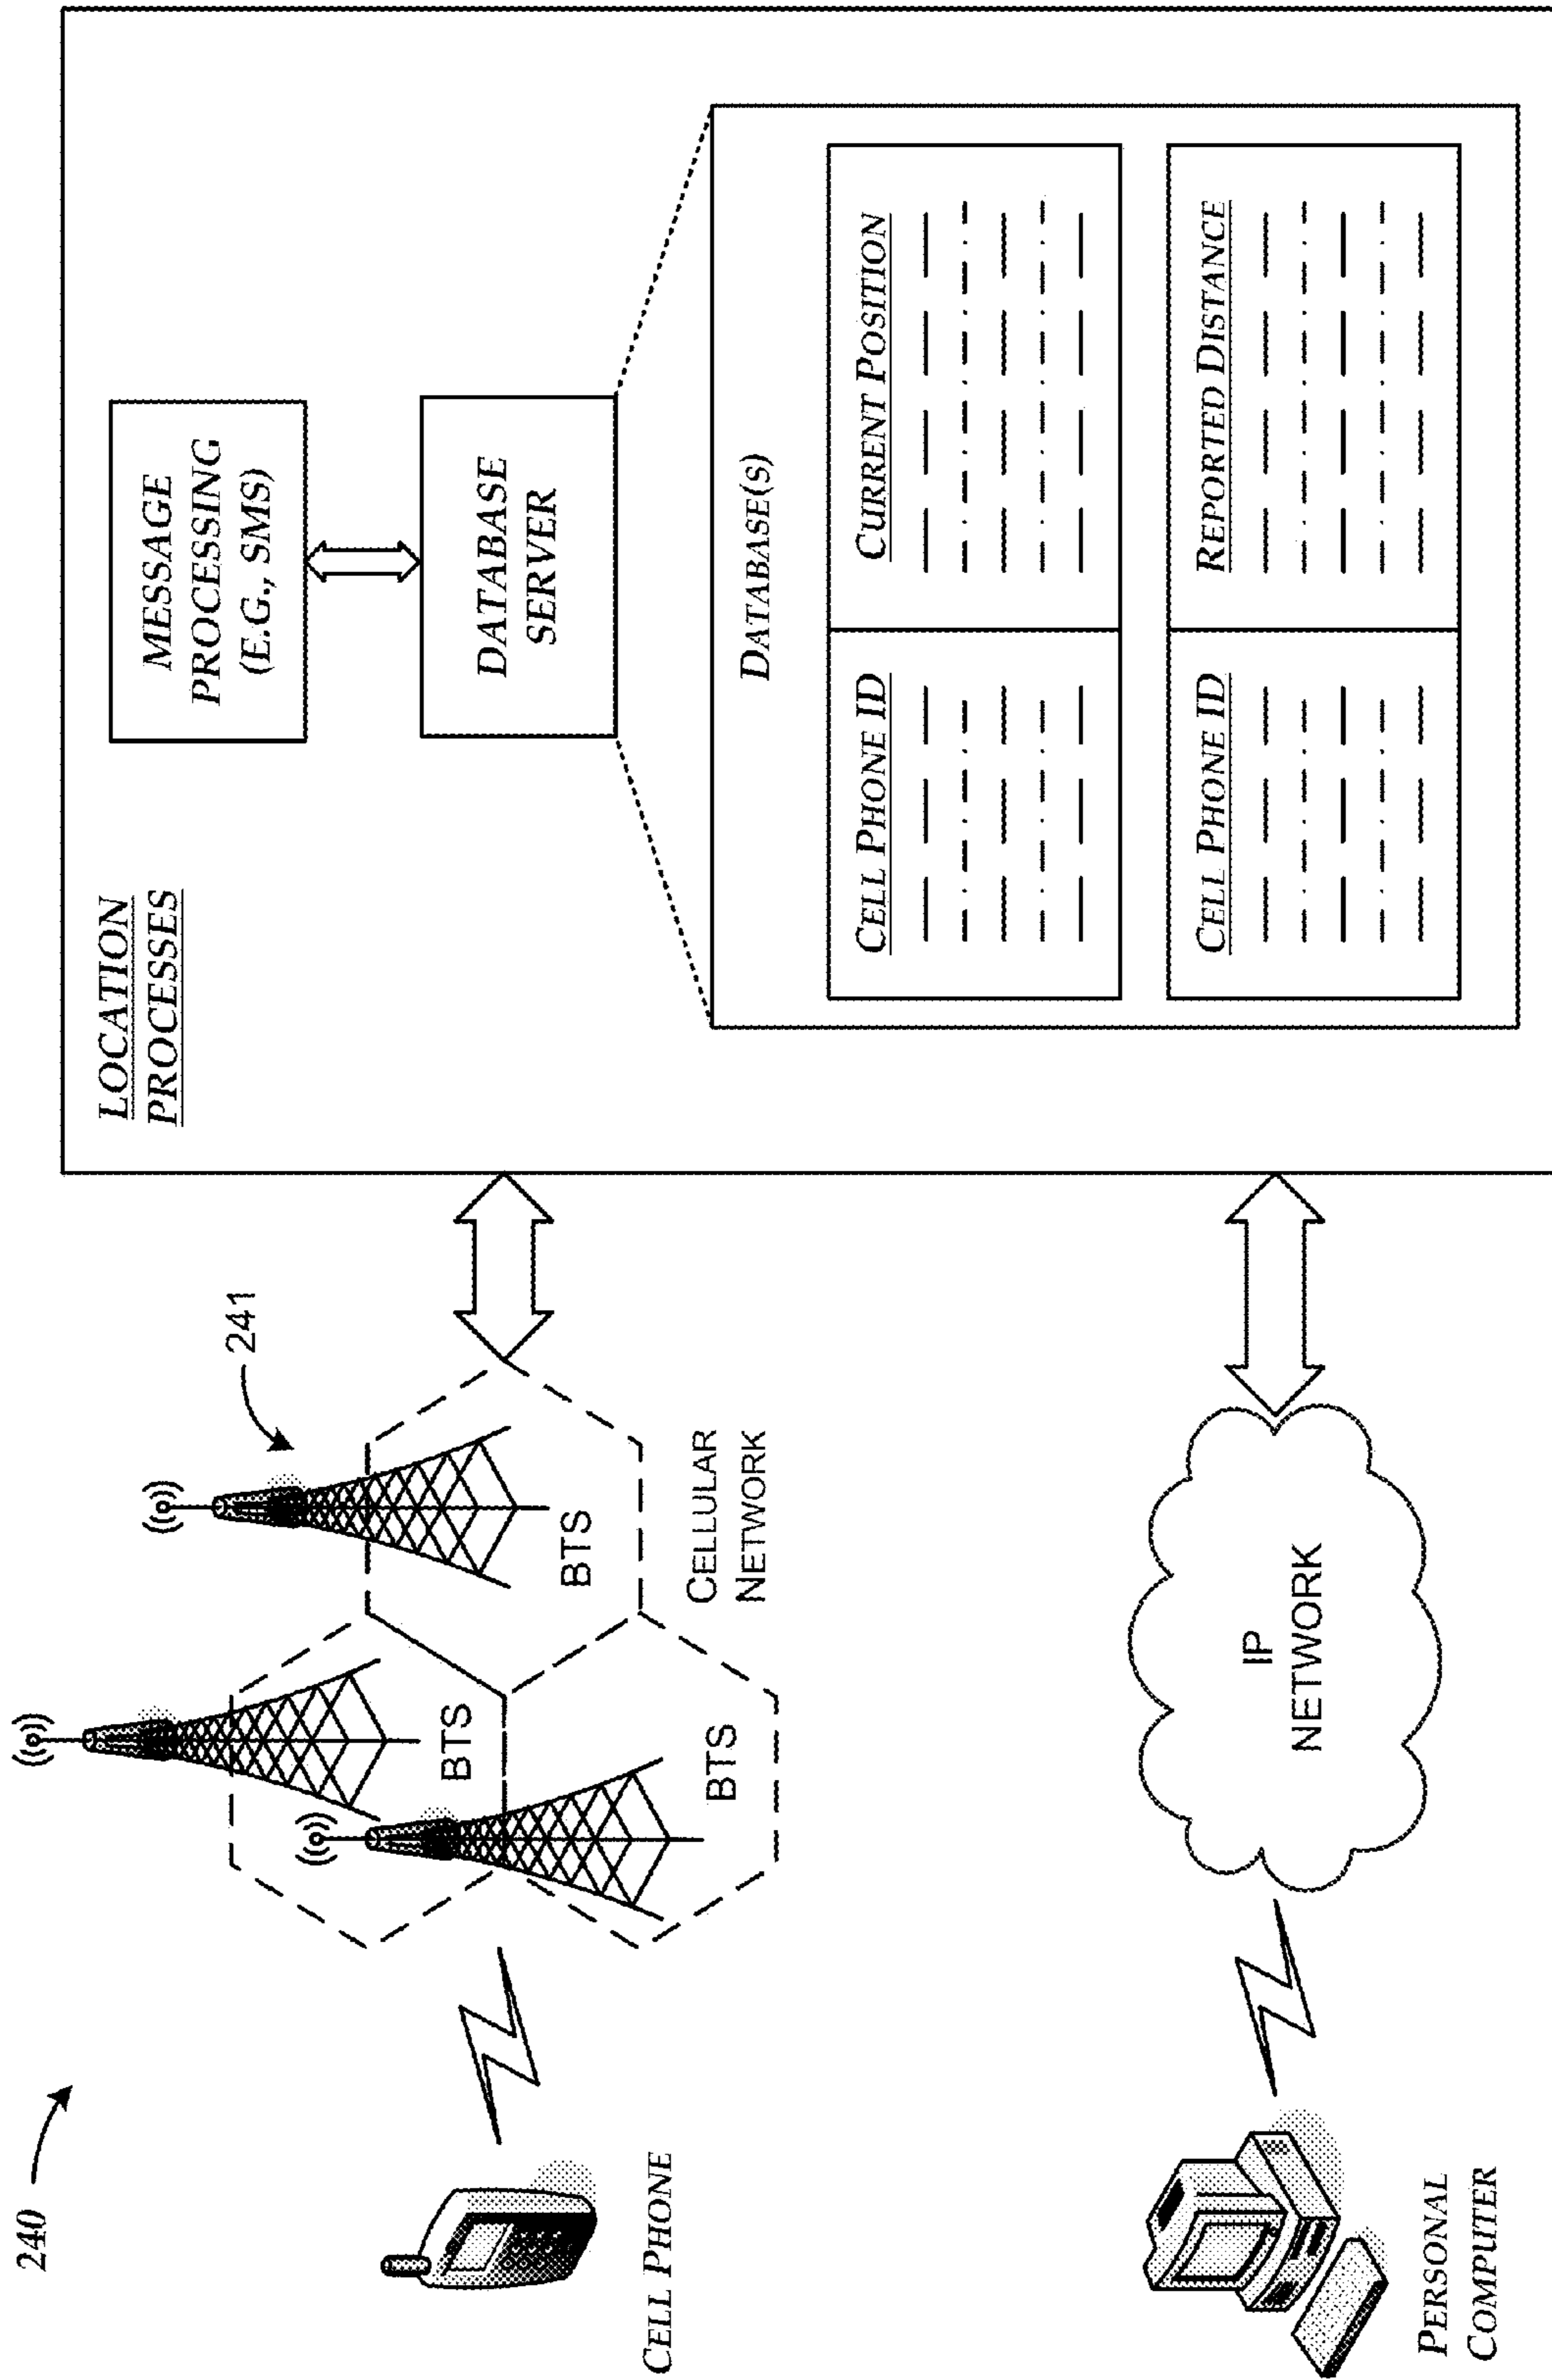 240
241
CELL PHONE
BTS
BTS
BTS
CELLULAR
NETWORK
PERSONAL
COMPUTER
IP
NETWORK
LOCATION
PROCESSES
MESSAGE
PROCESSING
(E.G., SMS)
DATABASE
SERVER
DATABASE(S)
CELL PHONE ID
CURRENT POSITION
CELL PHONE ID
REPORTED DISTANCE